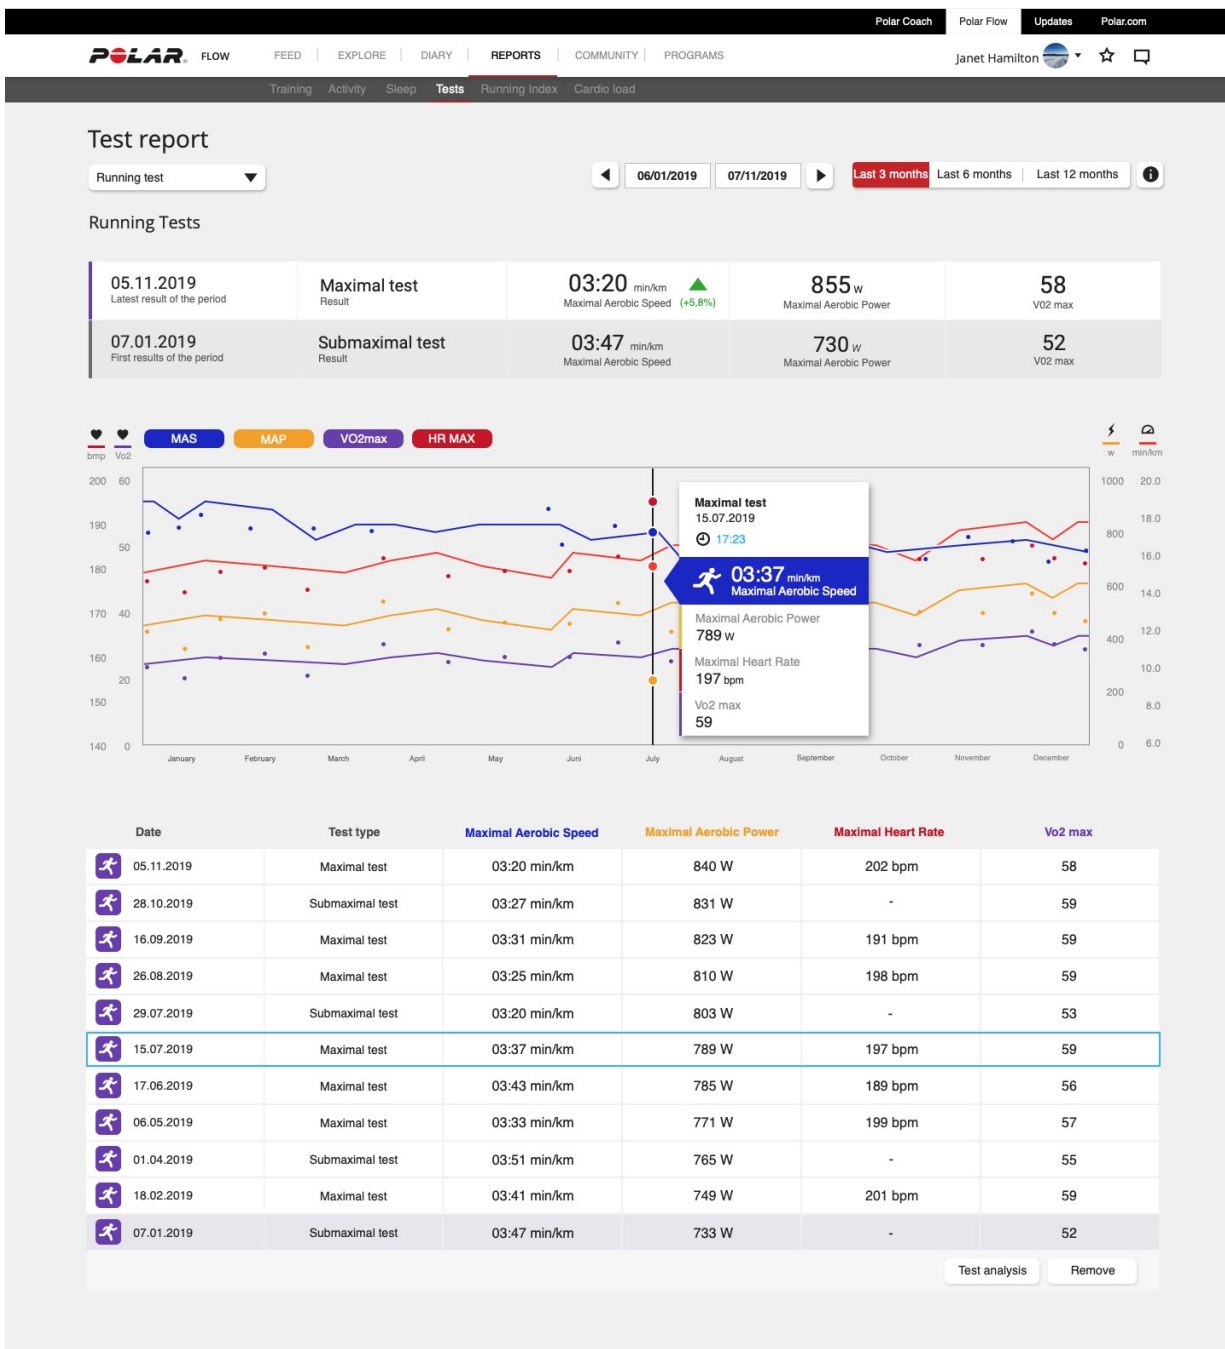 Polar Coach Polar Flow Updates Polar.com
POLAR. FLOW FEED EXPLORE DIARY REPORTS COMMUNITY PROGRAMS Janet Hamilton
Training Activity Sleep Tests Running Index Cardio load
Test report
Running test 06/01/2019 07/11/2019 Last 3 months Last 6 months Last 12 months
Running Tests
05.11.2019 Maximal test 03:20 min/km 855 w 58
Latest result of the period Result Maximal Aerobic Speed (+5,8%) Maximal Aerobic Power V02 max
07.01.2019 Submaximal test 03:47 min/km 730 w 52
First results of the period Result Maximal Aerobic Speed Maximal Aerobic Power V02 max
MAS MAP VO2max HR MAX
bmp Vo2 w min/km
200 60 1000 20.0
190 18.0
800
50 16.0
180
600 14.0
170 40
12.0
400
160
10.0
20
200
150 8.0
140 0 0 6.0
Maximal test
15.07.2019
17:23
03:37 min/km
Maximal Aerobic Speed
Maximal Aerobic Power
789 w
Maximal Heart Rate
197 bpm
Vo2 max
59
January February March April May Juni July August September October November December
Date Test type Maximal Aerobic Speed Maximal Aerobic Power Maximal Heart Rate Vo2 max
05.11.2019 Maximal test 03:20 min/km 840 W 202 bpm 58
28.10.2019 Submaximal test 03:27 min/km 831 W - 59
16.09.2019 Maximal test 03:31 min/km 823 W 191 bpm 59
26.08.2019 Maximal test 03:25 min/km 810 W 198 bpm 59
29.07.2019 Submaximal test 03:20 min/km 803 W - 53
15.07.2019 Maximal test 03:37 min/km 789 W 197 bpm 59
17.06.2019 Maximal test 03:43 min/km 785 W 189 bpm 56
06.05.2019 Maximal test 03:33 min/km 771 W 199 bpm 57
01.04.2019 Submaximal test 03:51 min/km 765 W - 55
18.02.2019 Maximal test 03:41 min/km 749 W 201 bpm 59
07.01.2019 Submaximal test 03:47 min/km 733 W - 52
Test analysis Remove